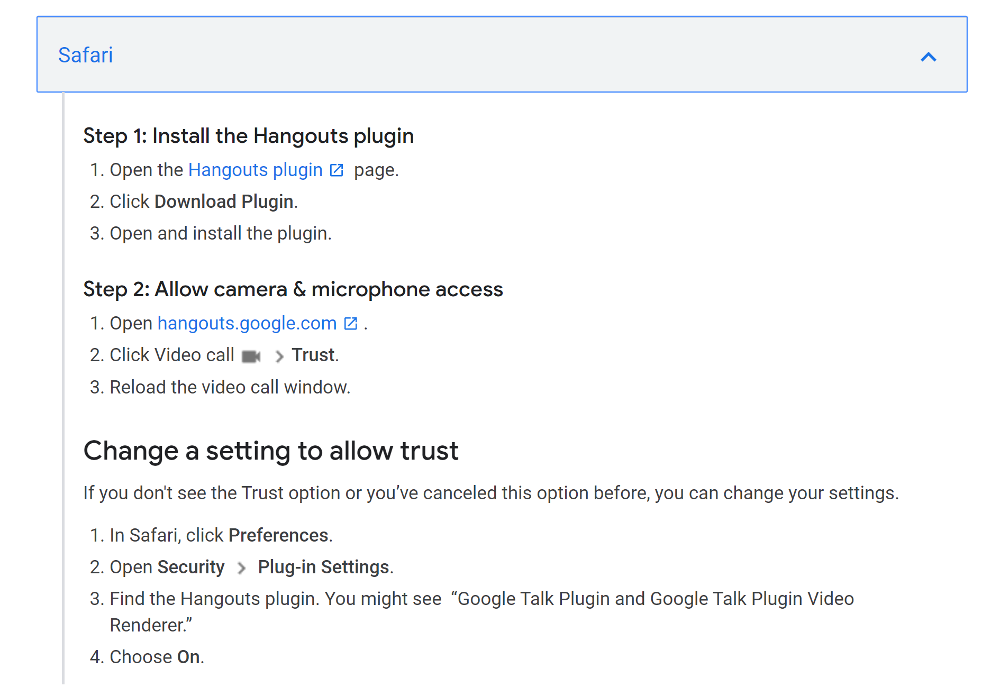 Safari
Step 1: Install the Hangouts plugin
1. Open the Hangouts plugin page.
2. Click Download Plugin.
3. Open and install the plugin.
Step 2: Allow camera & microphone access
1. Open hangouts.google.com .
2. Click Video call > Trust.
3. Reload the video call window.
Change a setting to allow trust
If you don't see the Trust option or you’ve canceled this option before, you can change your settings.
1. In Safari, click Preferences.
2. Open Security > Plug-in Settings.
3. Find the Hangouts plugin. You might see “Google Talk Plugin and Google Talk Plugin Video
Renderer.”
4. Choose On.